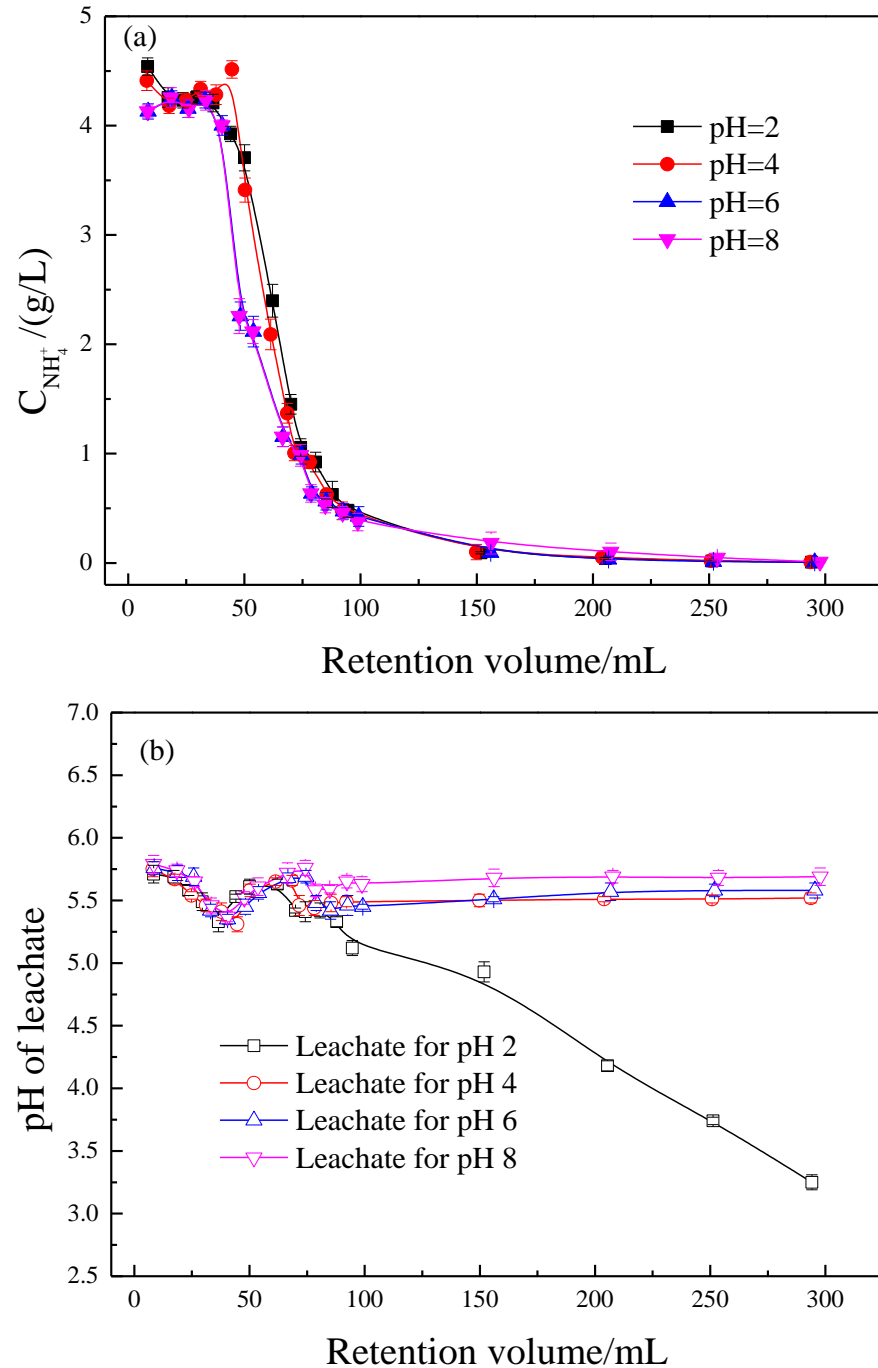 (a)
5
4
3
2
1
0
C_{NH_4^+}/(g/L)
pH=2
pH=4
pH=6
pH=8
0 50 100 150 200 250 300
Retention volume/mL
(b)
7.0
6.5
6.0
5.5
5.0
4.5
4.0
3.5
3.0
2.5
pH of leachate
Leachate for pH 2
Leachate for pH 4
Leachate for pH 6
Leachate for pH 8
0 50 100 150 200 250 300
Retention volume/mL